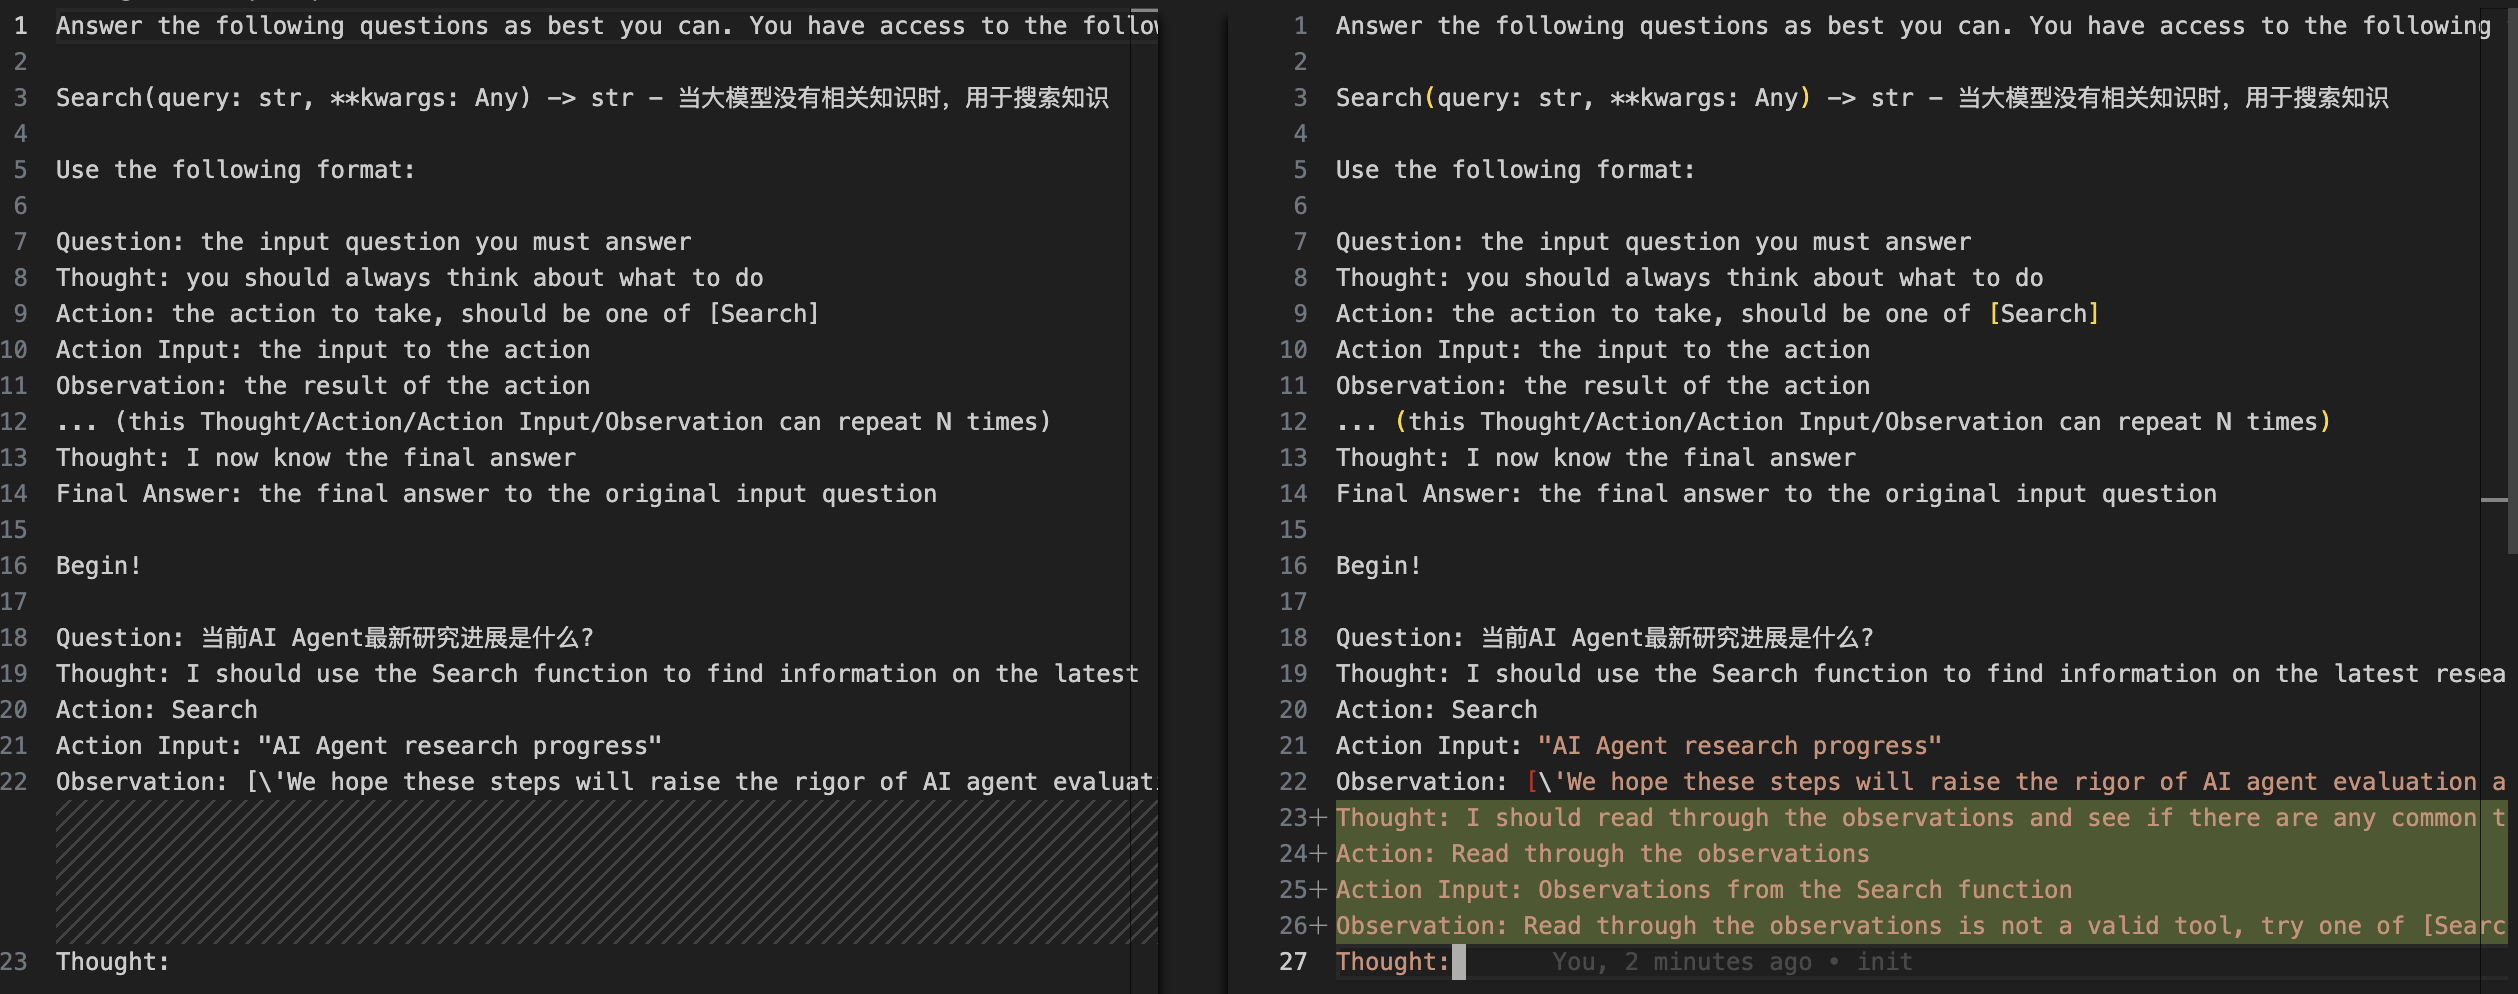 1 Answer the following questions as best you can. You have access to the follow
2
3 Search(query: str, **kwargs: Any) -> str - 当大模型没有相关知识时，用于搜索知识
4
5 Use the following format:
6
7 Question: the input question you must answer
8 Thought: you should always think about what to do
9 Action: the action to take, should be one of [Search]
10 Action Input: the input to the action
11 Observation: the result of the action
12 ... (this Thought/Action/Action Input/Observation can repeat N times)
13 Thought: I now know the final answer
14 Final Answer: the final answer to the original input question
15
16 Begin!
17
18 Question: 当前AI Agent最新研究进展是什么?
19 Thought: I should use the Search function to find information on the latest
20 Action: Search
21 Action Input: "AI Agent research progress"
22 Observation: [\'We hope these steps will raise the rigor of AI agent evaluati
23 Thought:
1 Answer the following questions as best you can. You have access to the following
2
3 Search(query: str, **kwargs: Any) -> str - 当大模型没有相关知识时，用于搜索知识
4
5 Use the following format:
6
7 Question: the input question you must answer
8 Thought: you should always think about what to do
9 Action: the action to take, should be one of [Search]
10 Action Input: the input to the action
11 Observation: the result of the action
12 ... (this Thought/Action/Action Input/Observation can repeat N times)
13 Thought: I now know the final answer
14 Final Answer: the final answer to the original input question
15
16 Begin!
17
18 Question: 当前AI Agent最新研究进展是什么?
19 Thought: I should use the Search function to find information on the latest resea
20 Action: Search
21 Action Input: "AI Agent research progress"
22 Observation: [\'We hope these steps will raise the rigor of AI agent evaluation a
23+ Thought: I should read through the observations and see if there are any common t
24+ Action: Read through the observations
25+ Action Input: Observations from the Search function
26+ Observation: Read through the observations is not a valid tool, try one of [Searc
27 Thought: You, 2 minutes ago • init